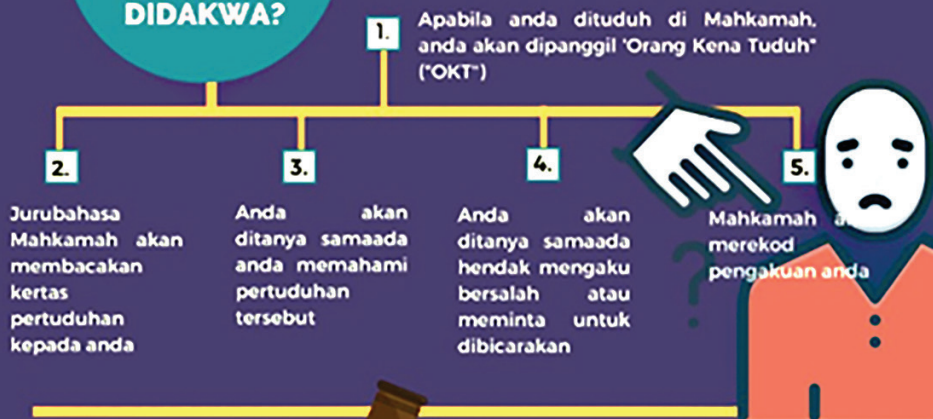 DIDAKWA?
1.
Apabila anda dituduh di Mahkamah,
anda akan dipanggil 'Orang Kena Tuduh"
("OKT")
2.
Jurubahasa
Mahkamah akan
membacakan
kertas
pertuduhan
kepada anda
3.
Anda akan
ditanya samaada
anda memahami
pertuduhan
tersebut
4.
Anda akan
ditanya samaada
hendak mengaku
bersalah atau
meminta untuk
dibicarakan
5.
Mahkamah
merekod
pengakuan anda
?